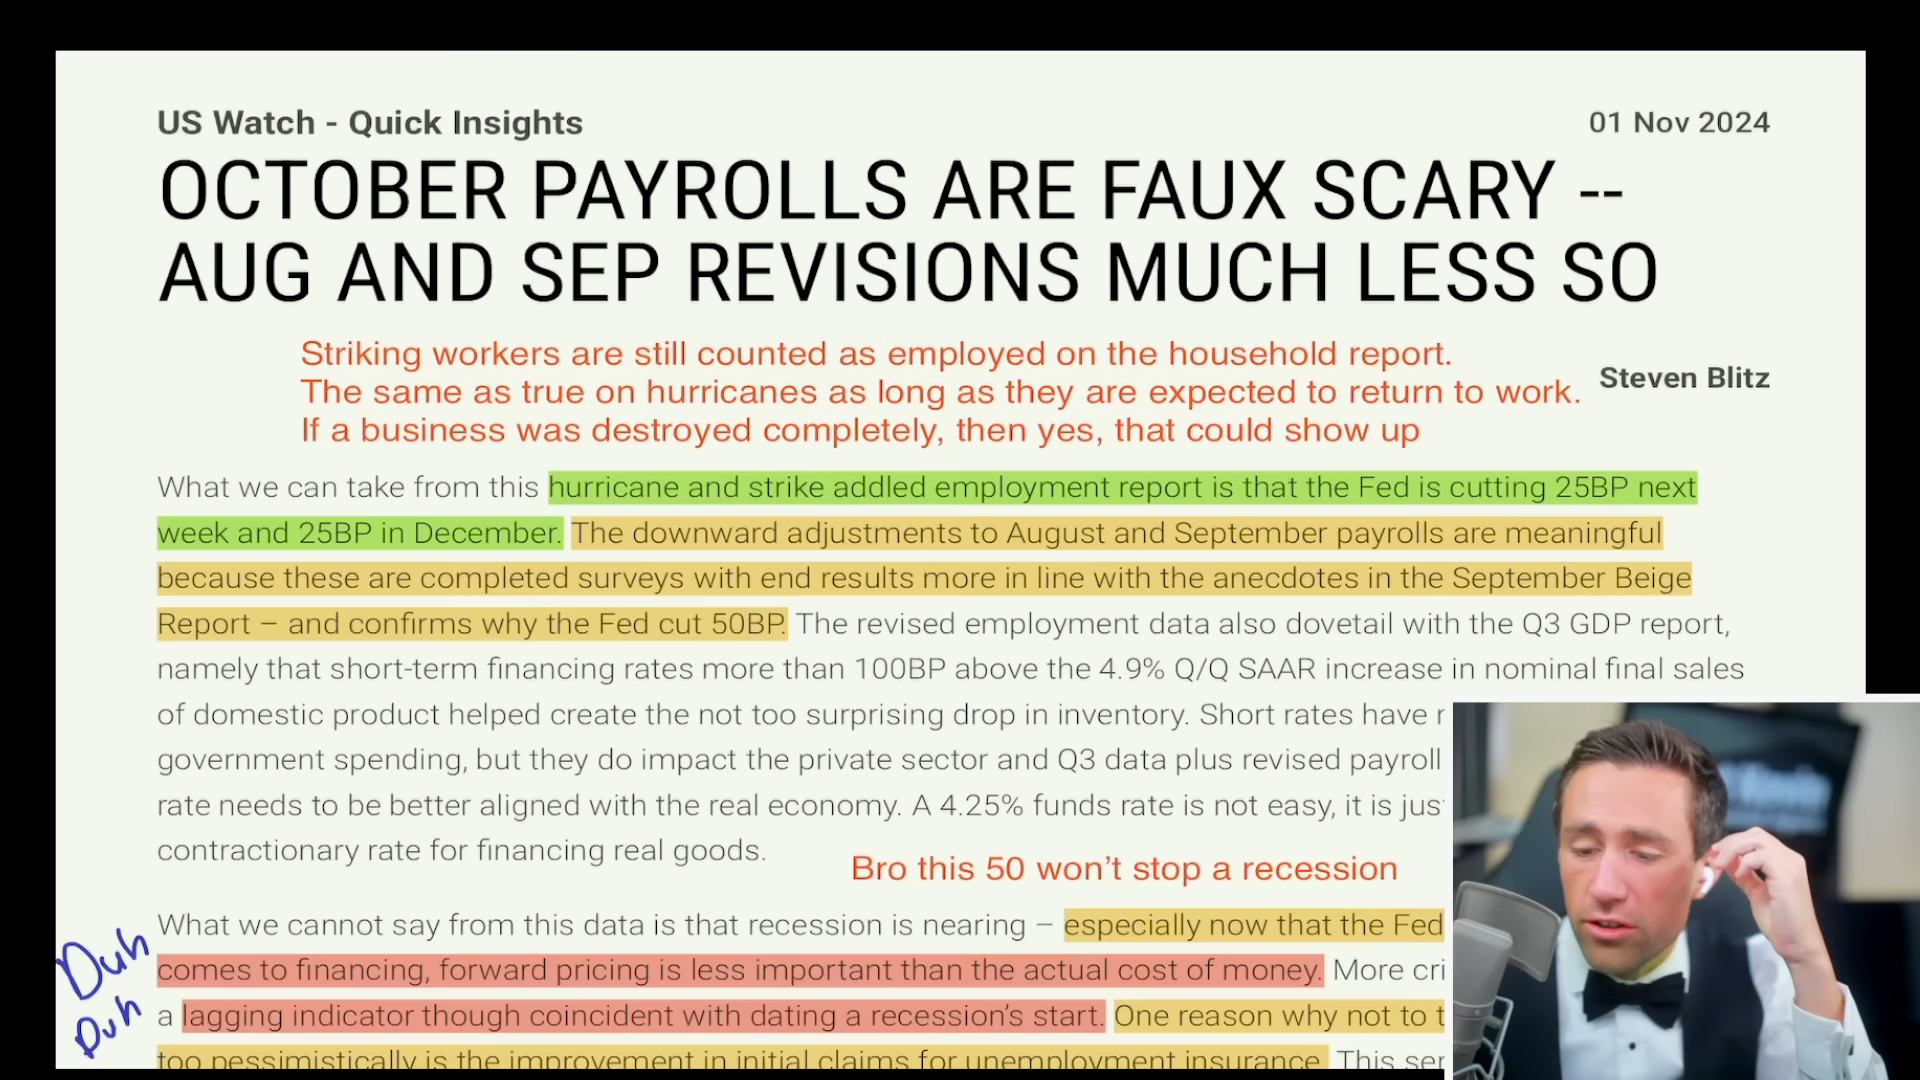 US Watch - Quick Insights
01 Nov 2024
OCTOBER PAYROLLS ARE FAUX SCARY --
AUG AND SEP REVISIONS MUCH LESS SO
Striking workers are still counted as employed on the household report.
The same as true on hurricanes as long as they are expected to return to work.
If a business was destroyed completely, then yes, that could show up
Steven Blitz
What we can take from this hurricane and strike addled employment report is that the Fed is cutting 25BP next
week and 25BP in December. The downward adjustments to August and September payrolls are meaningful
because these are completed surveys with end results more in line with the anecdotes in the September Beige
Report – and confirms why the Fed cut 50BP. The revised employment data also dovetail with the Q3 GDP report,
namely that short-term financing rates more than 100BP above the 4.9% Q/Q SAAR increase in nominal final sales
of domestic product helped create the not too surprising drop in inventory. Short rates have
government spending, but they do impact the private sector and Q3 data plus revised payroll
rate needs to be better aligned with the real economy. A 4.25% funds rate is not easy, it is jus
contractionary rate for financing real goods.
Bro this 50 won't stop a recession
What we cannot say from this data is that recession is nearing – especially now that the Fed
comes to financing, forward pricing is less important than the actual cost of money. More cri
a lagging indicator though coincident with dating a recession's start. One reason why not to t
too pessimistically is the improvement in initial claims for unemployment insurance. This ser
Duh
Duh